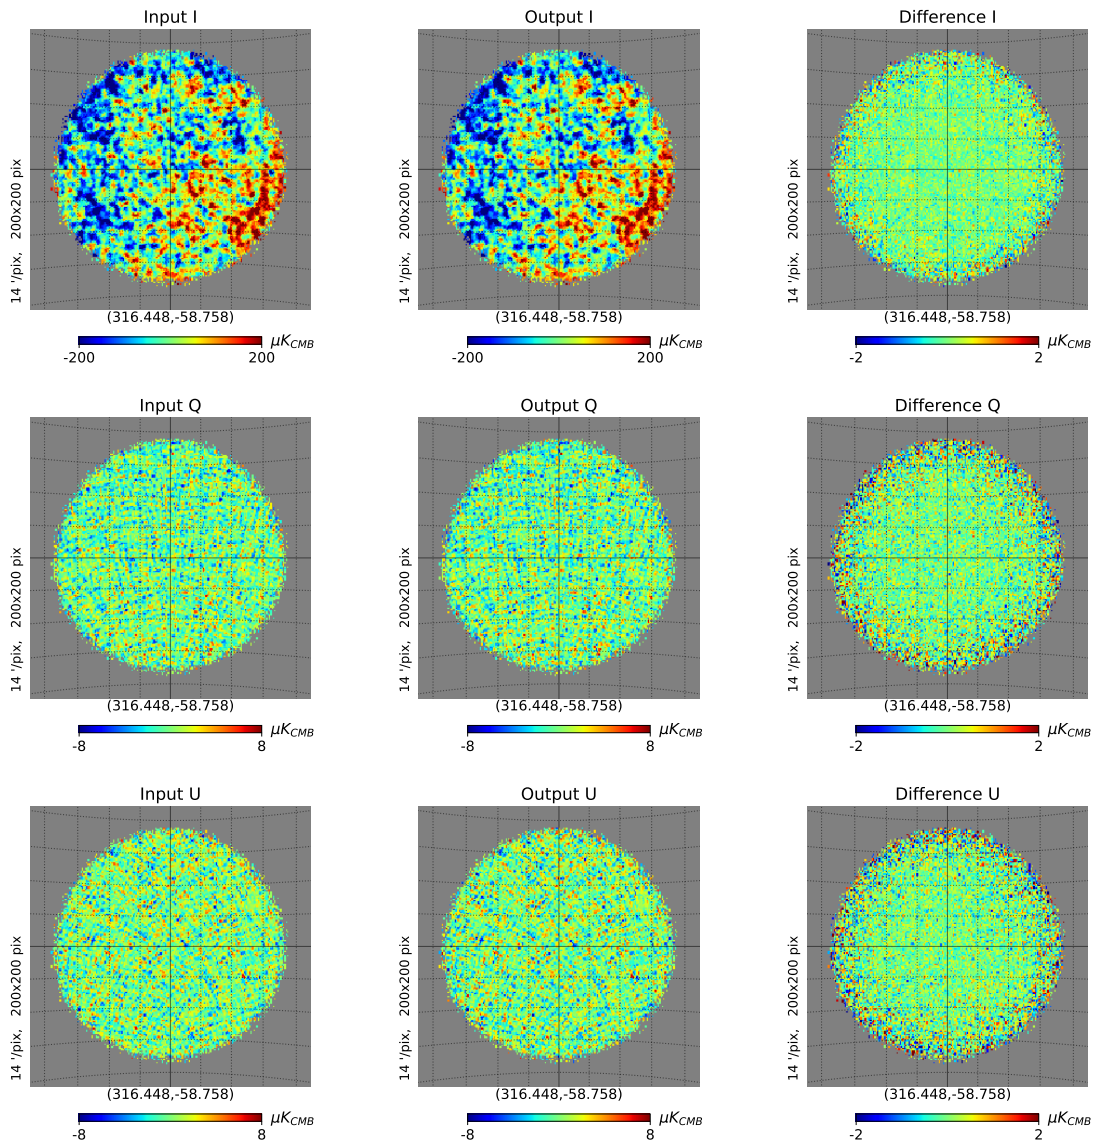 Input I
Output I
Difference I
14 '/pix,   200x200 pix
14 '/pix,   200x200 pix
14 '/pix,   200x200 pix
(316.448,-58.758)
(316.448,-58.758)
(316.448,-58.758)
-200 200 μK_CMB
-200 200 μK_CMB
-2 2 μK_CMB
Input Q
Output Q
Difference Q
14 '/pix,   200x200 pix
14 '/pix,   200x200 pix
14 '/pix,   200x200 pix
(316.448,-58.758)
(316.448,-58.758)
(316.448,-58.758)
-8 8 μK_CMB
-8 8 μK_CMB
-2 2 μK_CMB
Input U
Output U
Difference U
14 '/pix,   200x200 pix
14 '/pix,   200x200 pix
14 '/pix,   200x200 pix
(316.448,-58.758)
(316.448,-58.758)
(316.448,-58.758)
-8 8 μK_CMB
-8 8 μK_CMB
-2 2 μK_CMB